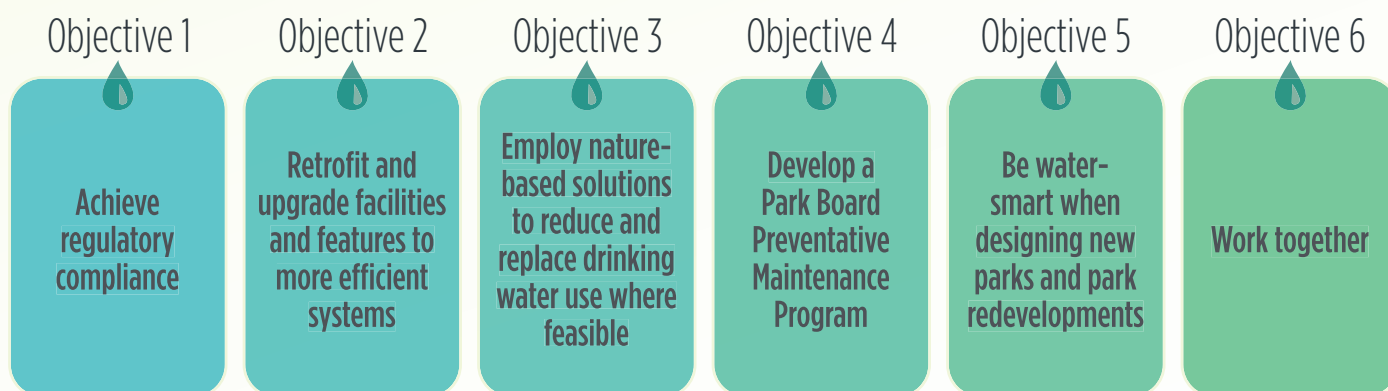 Objective 1
Achieve
regulatory
compliance
Objective 2
Retrofit and
upgrade facilities
and features to
more efficient
systems
Objective 3
Employ nature-
based solutions
to reduce and
replace drinking
water use where
feasible
Objective 4
Develop a
Park Board
Preventative
Maintenance
Program
Objective 5
Be water-
smart when
designing new
parks and park
redevelopments
Objective 6
Work together